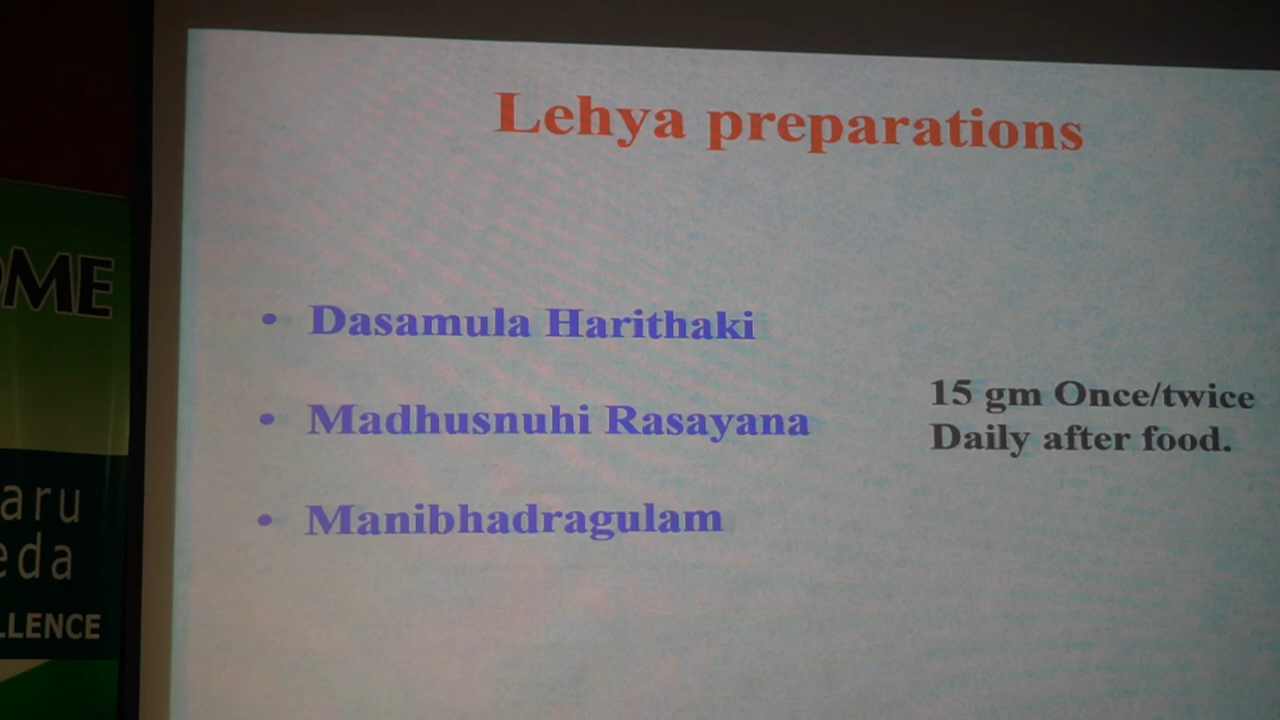 Lehya preparations
• Dasamula Harithaki
• Madhusnuhi Rasayana
• Manibhadragulam
15 gm Once/twice
Daily after food.
OME
aru
eda
LLENCE